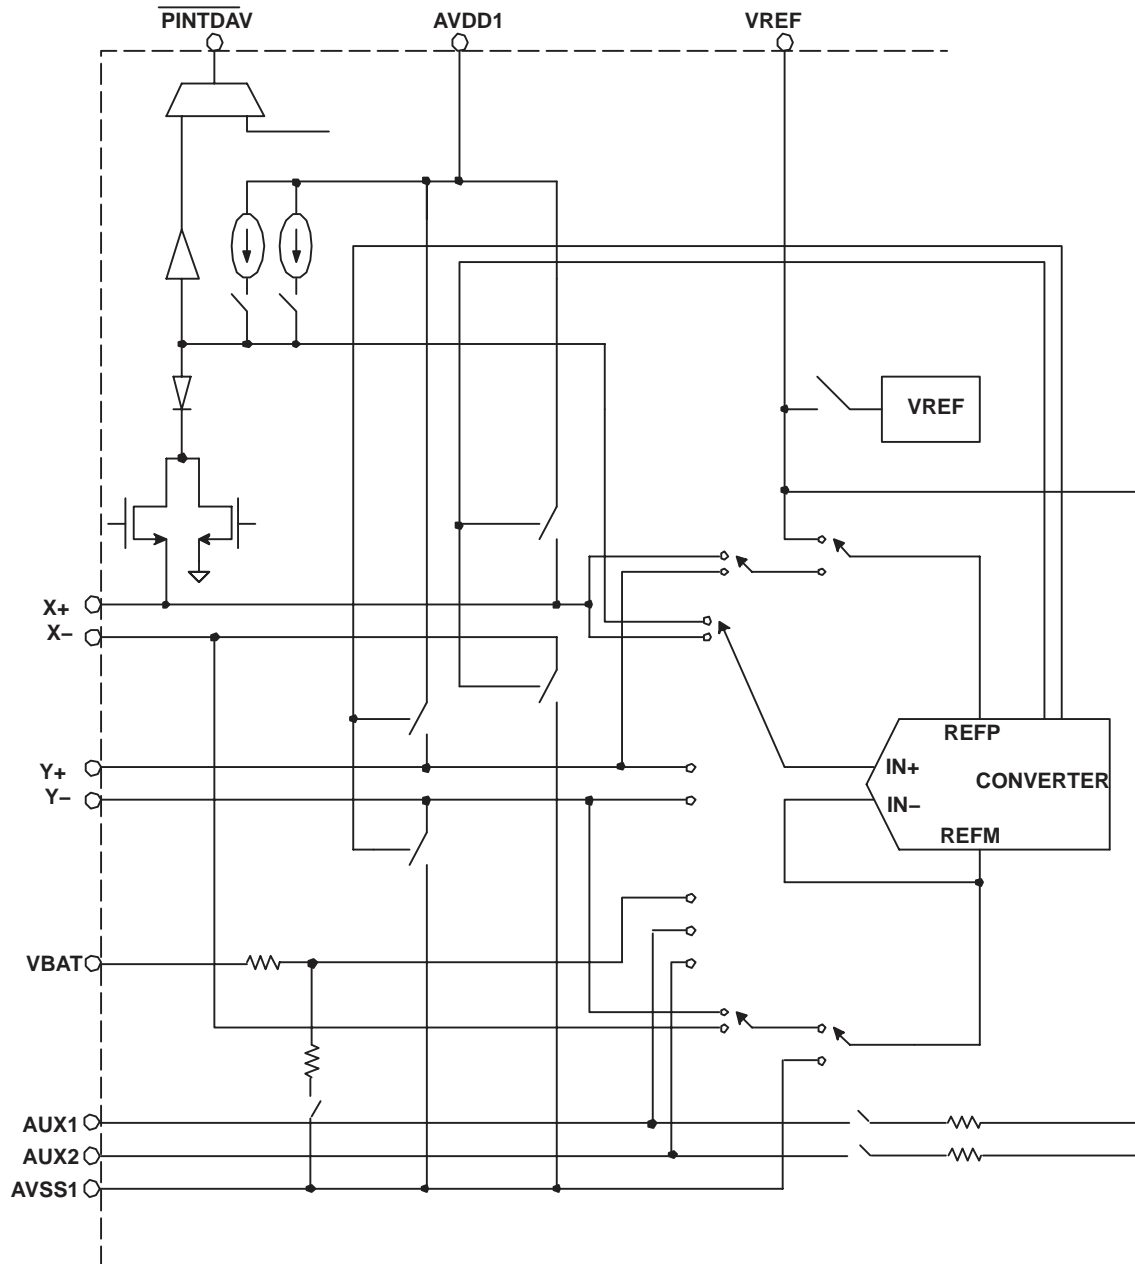 PINTDAV
AVDD1
VREF
VREF
X+
X−
REFP
Y+
IN+
CONVERTER
Y−
IN−
REFM
VBAT
AUX1
AUX2
AVSS1